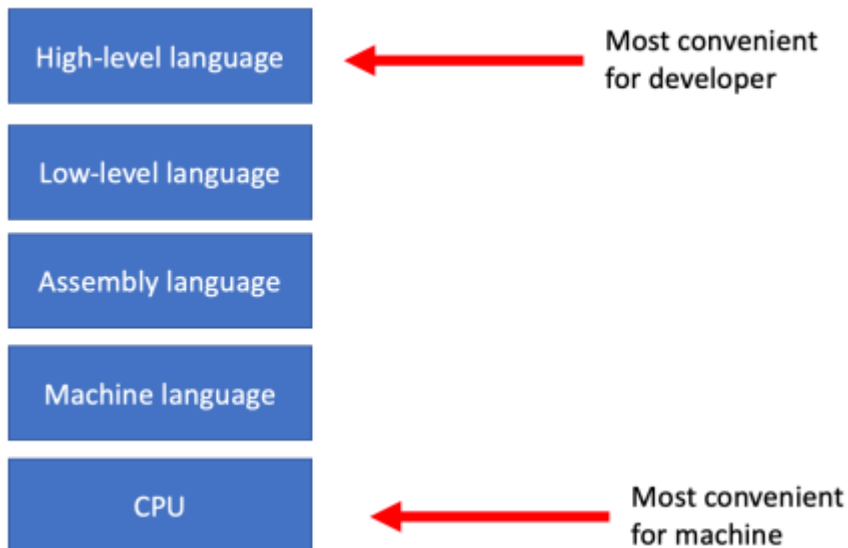 High-level language
Most convenient
for developer
Low-level language
Assembly language
Machine language
CPU
Most convenient
for machine